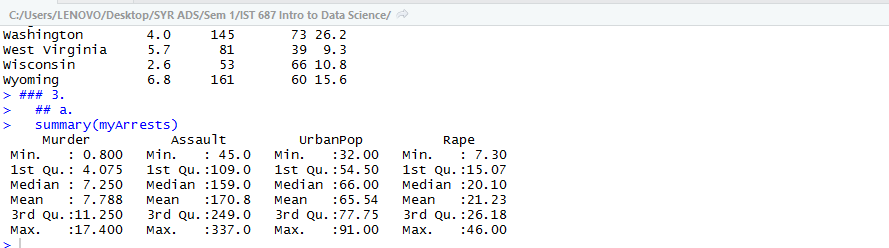 C:/Users/LENOVO/Desktop/SYR ADS/Sem 1/IST 687 Intro to Data Science/
Washington 4.0 145 73 26.2
West Virginia 5.7 81 39 9.3
Wisconsin 2.6 53 66 10.8
Wyoming 6.8 161 60 15.6
> ### 3.
> ## a.
> summary(myArrests)
Murder Assault UrbanPop Rape
Min. : 0.800 Min. : 45.0 Min. :32.00 Min. : 7.30
1st Qu.: 4.075 1st Qu.:109.0 1st Qu.:54.50 1st Qu.:15.07
Median : 7.250 Median :159.0 Median :66.00 Median :20.10
Mean : 7.788 Mean :170.8 Mean :65.54 Mean :21.23
3rd Qu.:11.250 3rd Qu.:249.0 3rd Qu.:77.75 3rd Qu.:26.18
Max. :17.400 Max. :337.0 Max. :91.00 Max. :46.00
>